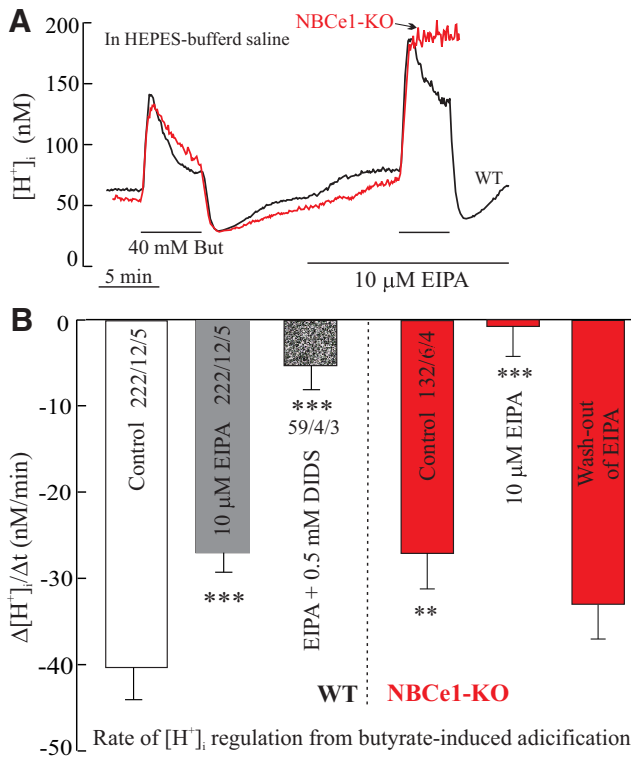 A
NBCe1-KO
In HEPES-bufferd saline
200
150
100
50
0
[H⁺]ᵢ (nM)
WT
40 mM But
5 min
10 μM EIPA
B
0
-10
-20
-30
-40
-50
Δ[H⁺]ᵢ/Δt (nM/min)
Control 222/12/5
10 μM EIPA 222/12/5
***
***
59/4/3
EIPA + 0.5 mM DIDS
Control 132/6/4
**
***
10 μM EIPA
Wash-out
of EIPA
WT
NBCe1-KO
Rate of [H⁺]ᵢ regulation from butyrate-induced adicification